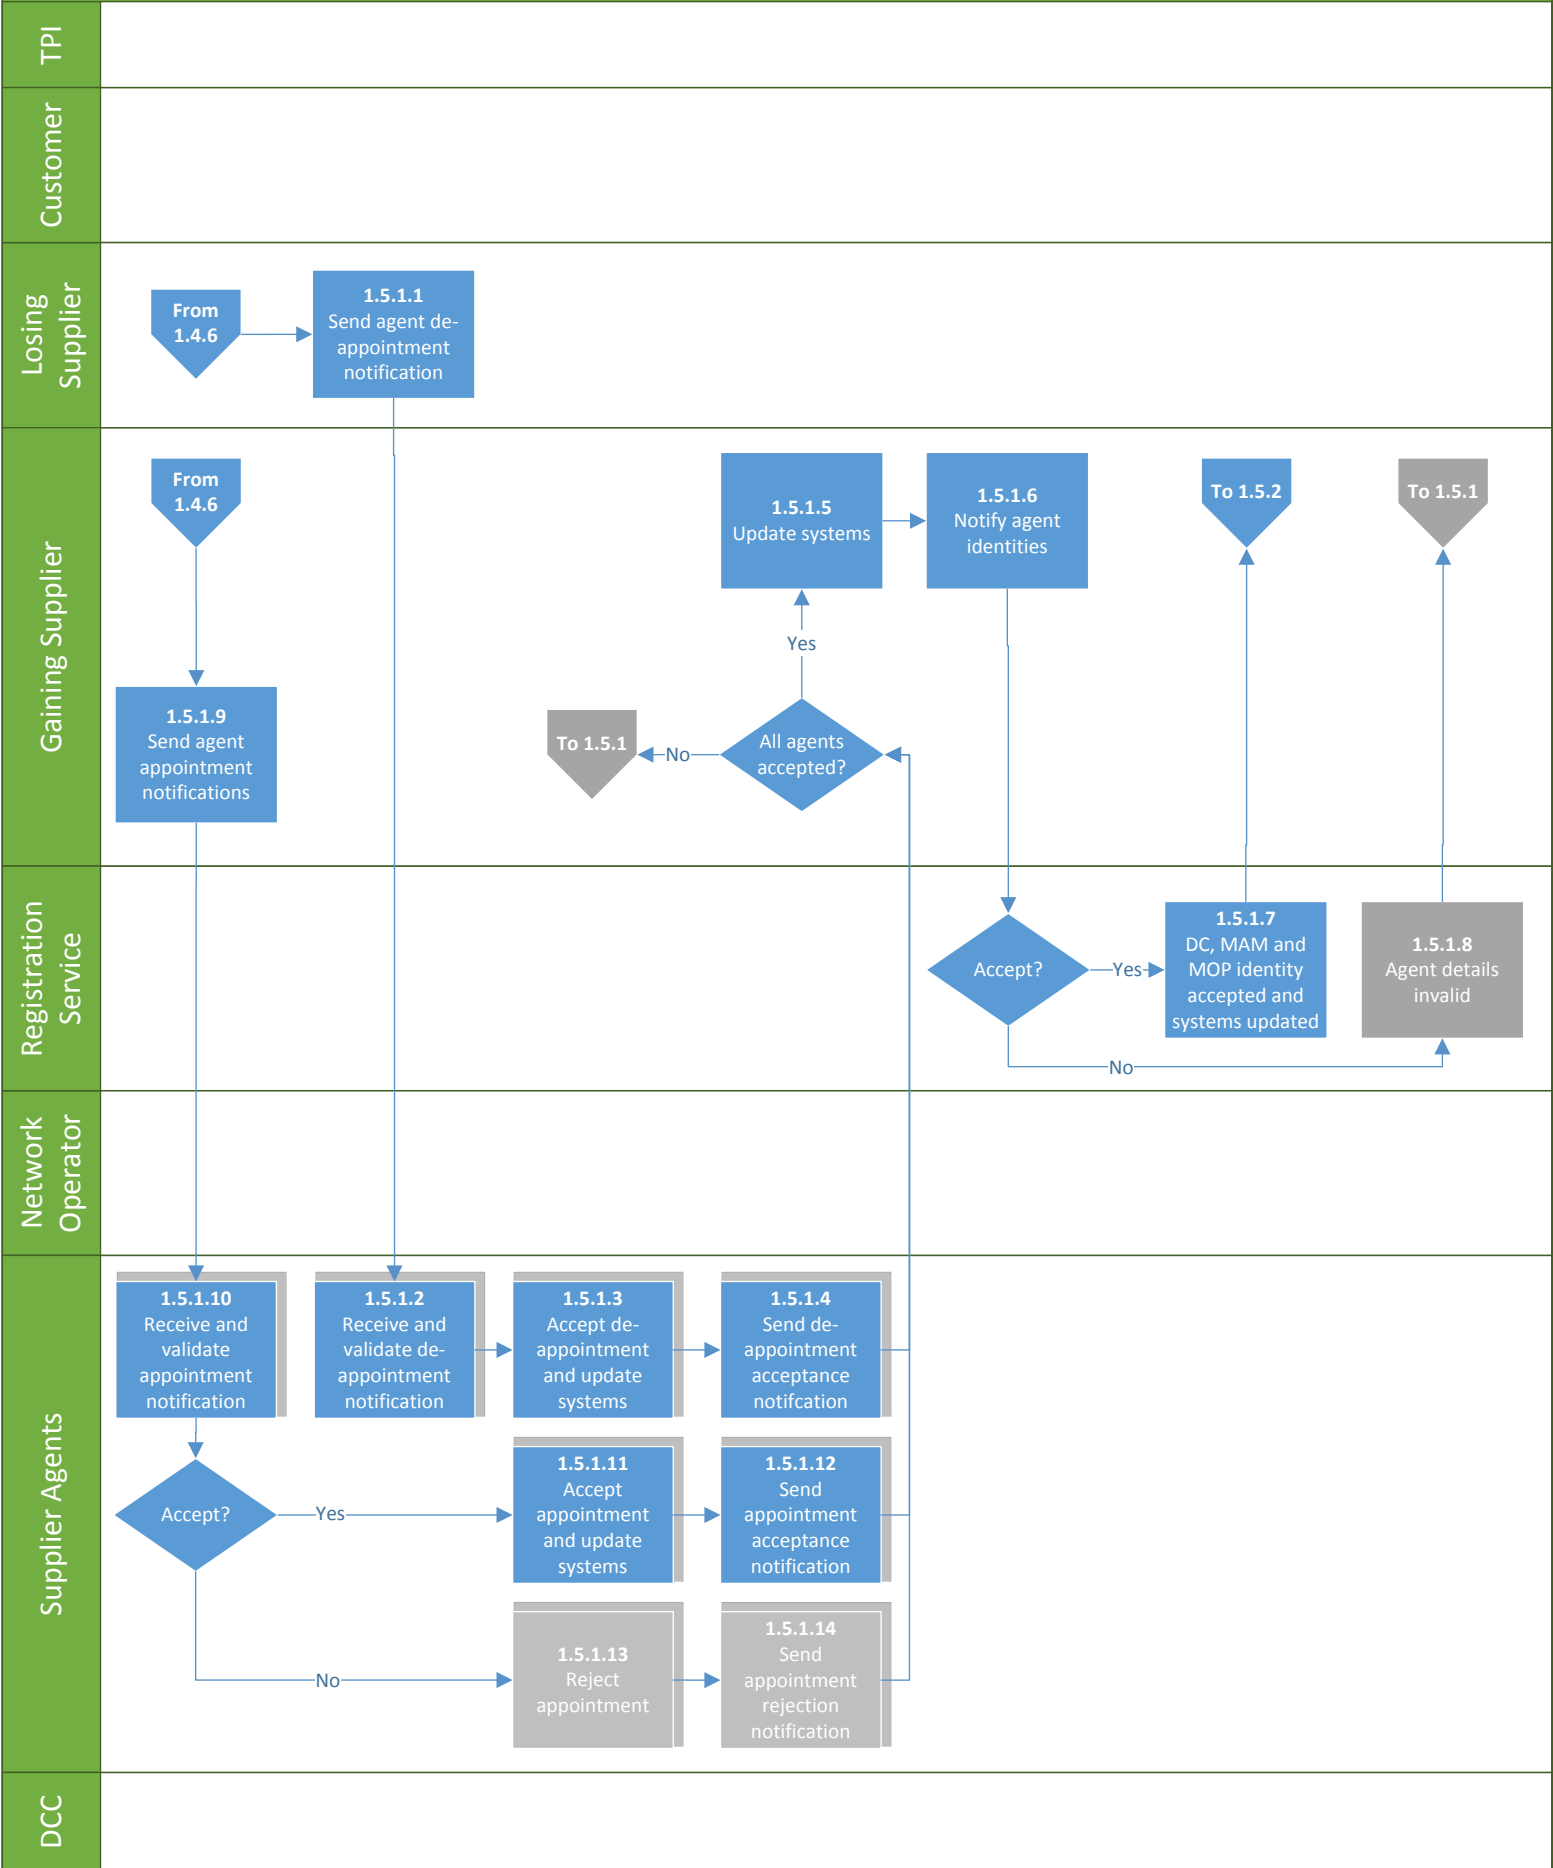 TPI
Customer
Losing
Supplier
From
1.4.6
1.5.1.1
Send agent de-
appointment
notification
Gaining Supplier
From
1.4.6
1.5.1.9
Send agent
appointment
notifications
To 1.5.1
No
All agents
accepted?
Yes
1.5.1.5
Update systems
1.5.1.6
Notify agent
identities
To 1.5.2
To 1.5.1
Registration
Service
Accept?
Yes
No
1.5.1.7
DC, MAM and
MOP identity
accepted and
systems updated
1.5.1.8
Agent details
invalid
Network
Operator
Supplier Agents
1.5.1.10
Receive and
validate
appointment
notification
1.5.1.2
Receive and
validate de-
appointment
notification
1.5.1.3
Accept de-
appointment
and update
systems
1.5.1.4
Send de-
appointment
acceptance
notifcation
Accept?
Yes
1.5.1.11
Accept
appointment
and update
systems
1.5.1.12
Send
appointment
acceptance
notification
No
1.5.1.13
Reject
appointment
1.5.1.14
Send
appointment
rejection
notification
DCC